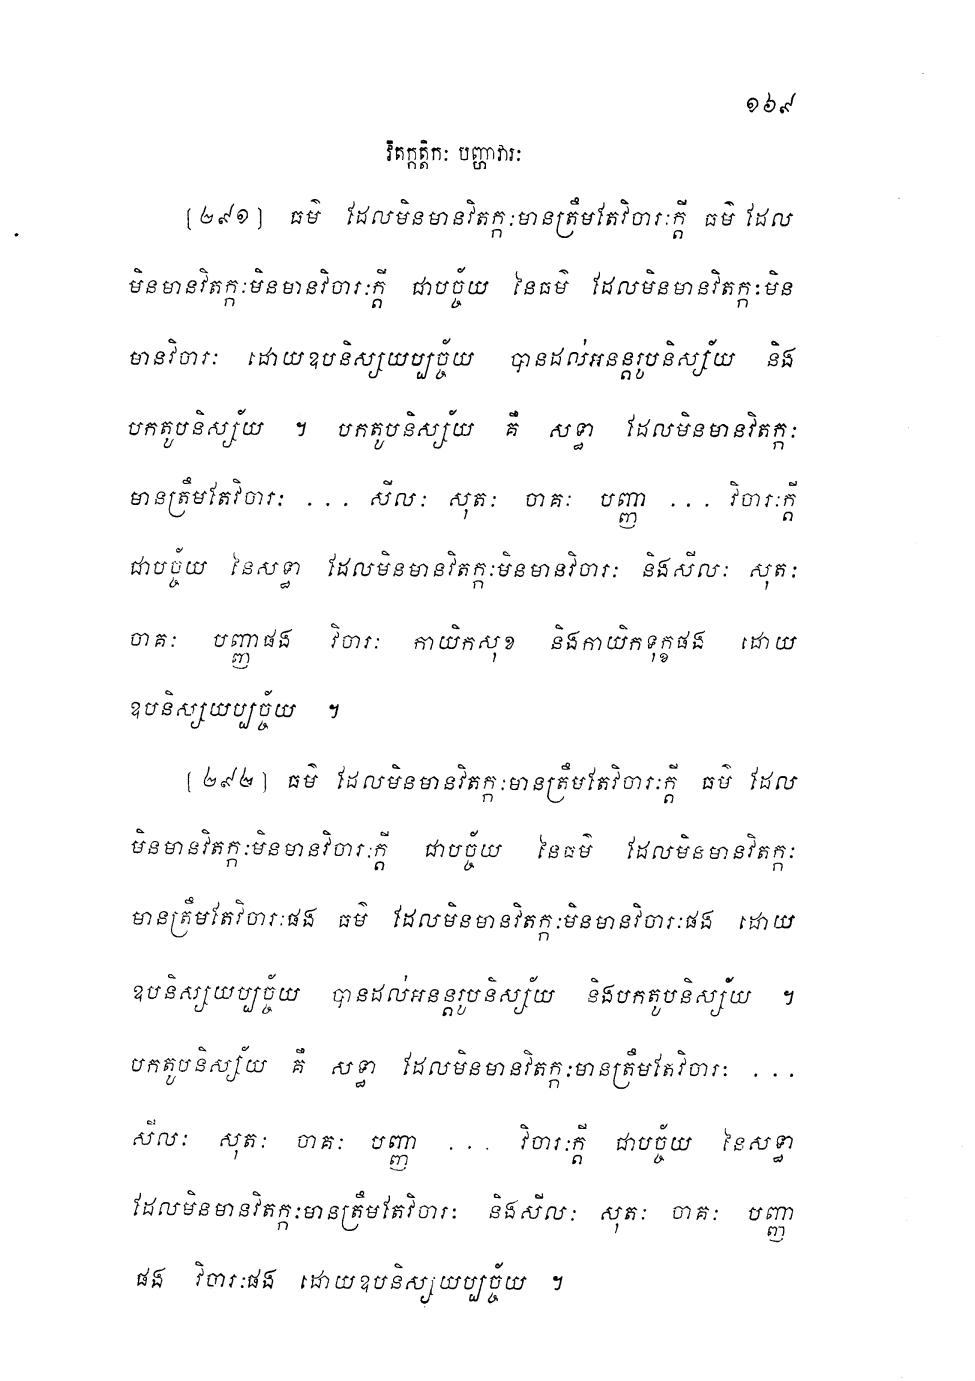 ១៦៩
វិតក្កត្តិកៈ បញ្ហាវារៈ
[២៩១] ធម៌ ដែលមិនមានវិតក្កៈមានត្រឹមតែវិចារៈក្តី ធម៌ ដែល
មិនមានវិតក្កៈមិនមានវិចារៈក្តី ជាបច្ច័យ នៃធម៌ ដែលមិនមានវិតក្កៈមិន
មានវិចារៈ ដោយឧបនិស្សយប្បច្ច័យ បានដល់អនន្តរូបនិស្ស័យ និង
បកតូបនិស្ស័យ ។ បកតូបនិស្ស័យ គឺ សទ្ធា ដែលមិនមានវិតក្កៈ
មានត្រឹមតែវិចារៈ ... សីលៈ សុតៈ ចាគៈ បញ្ញា ... វិចារៈក្តី
ជាបច្ច័យ នៃសទ្ធា ដែលមិនមានវិតក្កៈមិនមានវិចារៈ និងសីលៈ សុតៈ
ចាគៈ បញ្ញាផង វិចារៈ កាយិកសុខ និងកាយិកទុក្ខផង ដោយ
ឧបនិស្សយប្បច្ច័យ ។
[២៩២] ធម៌ ដែលមិនមានវិតក្កៈមានត្រឹមតែវិចារៈក្តី ធម៌ ដែល
មិនមានវិតក្កៈមិនមានវិចារៈក្តី ជាបច្ច័យ នៃធម៌ ដែលមិនមានវិតក្កៈ
មានត្រឹមតែវិចារៈផង ធម៌ ដែលមិនមានវិតក្កៈមិនមានវិចារៈផង ដោយ
ឧបនិស្សយប្បច្ច័យ បានដល់អនន្តរូបនិស្ស័យ និងបកតូបនិស្ស័យ ។
បកតូបនិស្ស័យ គឺ សទ្ធា ដែលមិនមានវិតក្កៈមានត្រឹមតែវិចារៈ ...
សីលៈ សុតៈ ចាគៈ បញ្ញា ... វិចារៈក្តី ជាបច្ច័យ នៃសទ្ធា
ដែលមិនមានវិតក្កៈមានត្រឹមតែវិចារៈ និងសីលៈ សុតៈ ចាគៈ បញ្ញា
ផង វិចារៈផង ដោយឧបនិស្សយប្បច្ច័យ ។